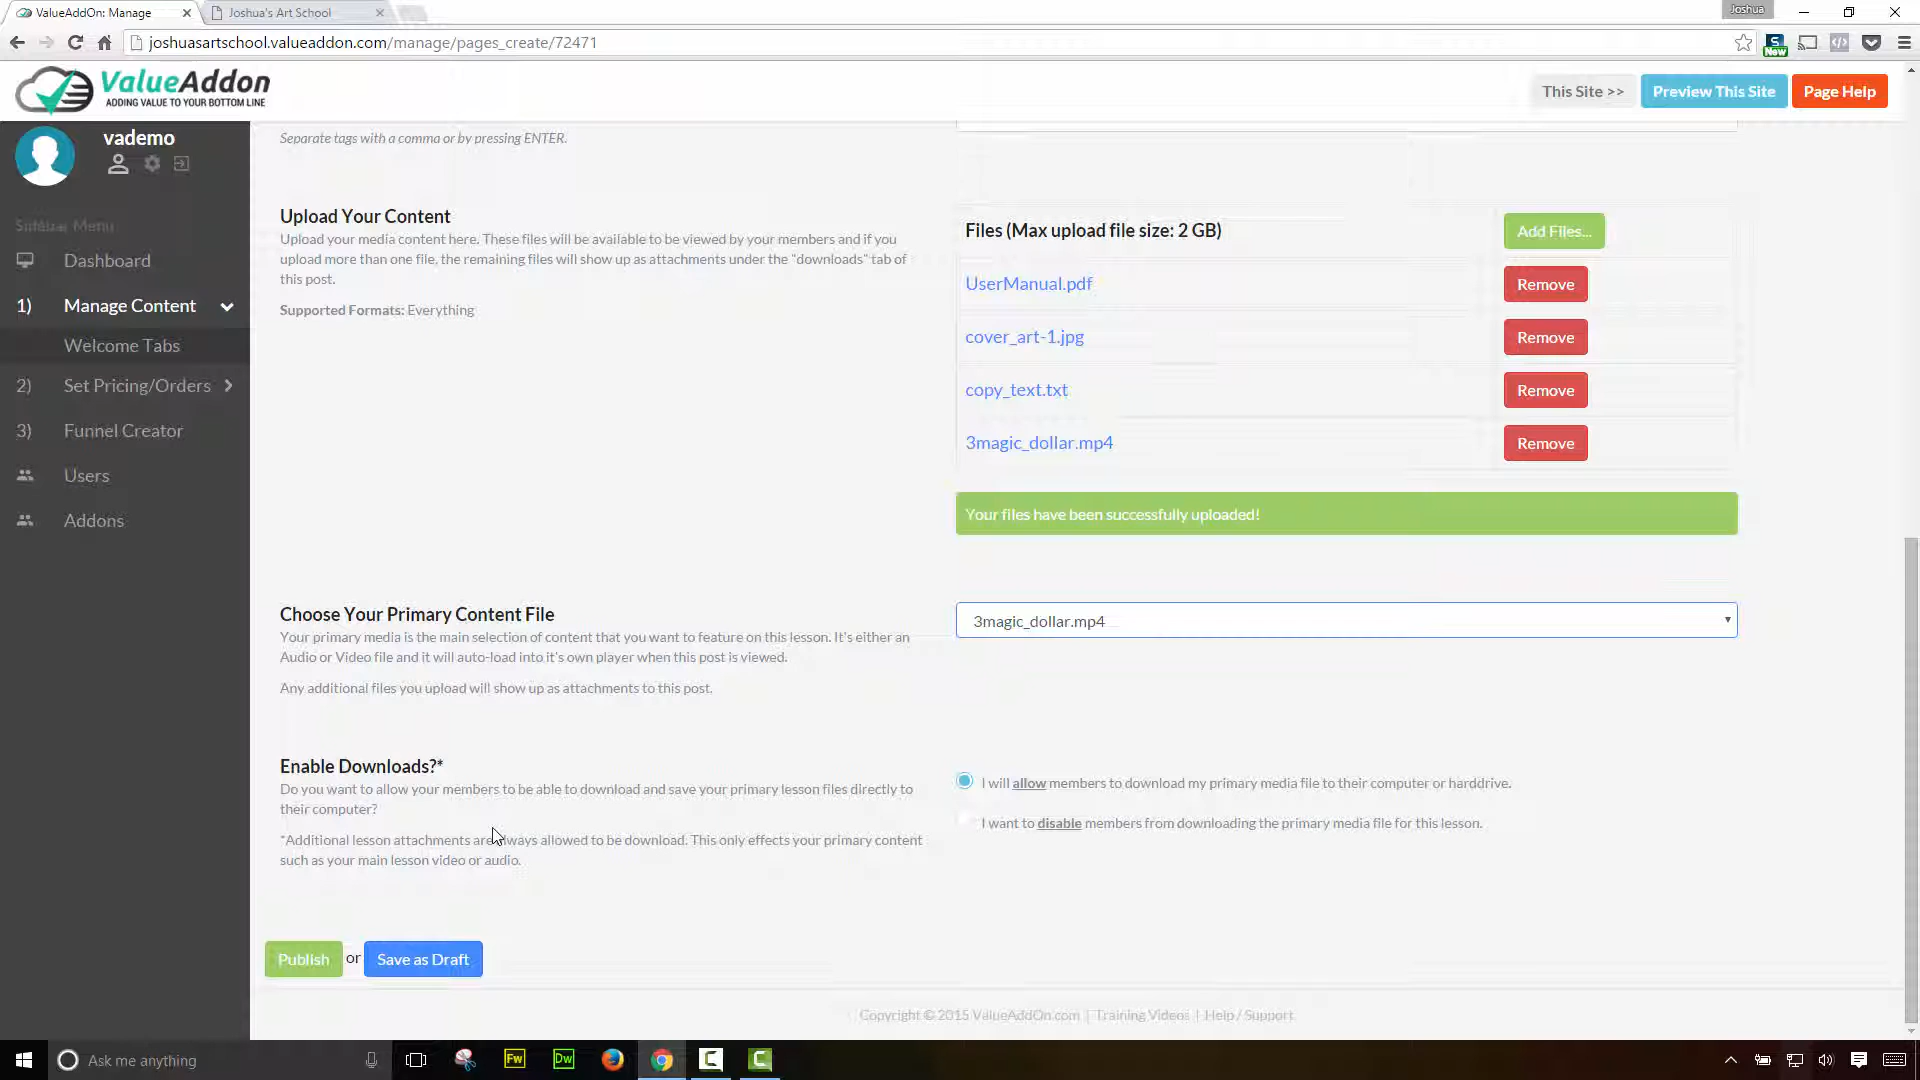 ValueAddOn: Manage
Joshua's Art School
Joshua
joshuasartschool.valueaddon.com/manage/pages_create/72471
S
New
ValueAddon
ADDING VALUE TO YOUR BOTTOM LINE
This Site >>
Preview This Site
Page Help
vademo
Sidebar Menu
Dashboard
1) Manage Content
Welcome Tabs
2) Set Pricing/Orders
3) Funnel Creator
Users
Addons
Separate tags with a comma or by pressing ENTER.
Upload Your Content
Upload your media content here. These files will be available to be viewed by your members and if you
upload more than one file, the remaining files will show up as attachments under the "downloads" tab of
this post.
Supported Formats: Everything
Files (Max upload file size: 2 GB)
Add Files...
UserManual.pdf
Remove
cover_art-1.jpg
Remove
copy_text.txt
Remove
3magic_dollar.mp4
Remove
Your files have been successfully uploaded!
Choose Your Primary Content File
Your primary media is the main selection of content that you want to feature on this lesson. It's either an
Audio or Video file and it will auto-load into it's own player when this post is viewed.
Any additional files you upload will show up as attachments to this post.
3magic_dollar.mp4
Enable Downloads?*
Do you want to allow your members to be able to download and save your primary lesson files directly to
their computer?
*Additional lesson attachments are always allowed to be download. This only effects your primary content
such as your main lesson video or audio.
I will allow members to download my primary media file to their computer or harddrive.
I want to disable members from downloading the primary media file for this lesson.
Publish or Save as Draft
Copyright © 2015 ValueAddOn.com | Training Videos | Help / Support
Ask me anything
Fw
Dw
C
C